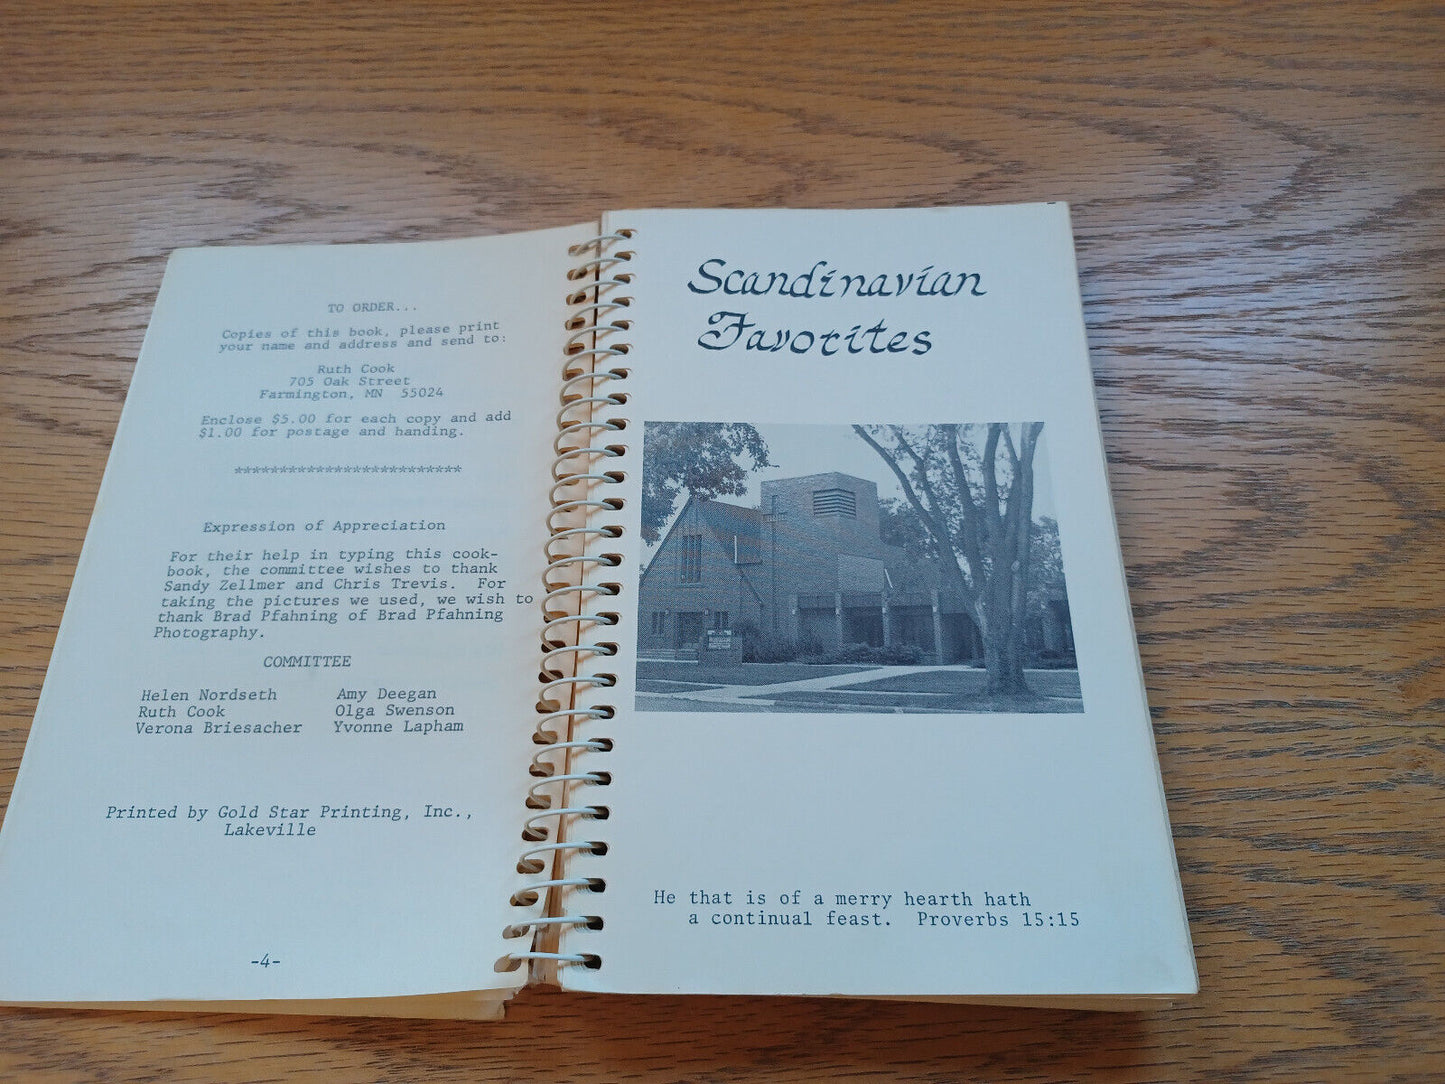 TO ORDER...
Copies of this book, please print
your name and address and send to:
Ruth Cook
705 Oak Street
Farmington, MN 55024
Enclose $5.00 for each copy and add
$1.00 for postage and handing.
*************************
Expression of Appreciation
For their help in typing this cook-
book, the committee wishes to thank
Sandy Zellmer and Chris Trevis. For
taking the pictures we used, we wish to
thank Brad Pfahning of Brad Pfahning
Photography.
COMMITTEE
Helen Nordseth Amy Deegan
Ruth Cook Olga Swenson
Verona Briesacher Yvonne Lapham
Printed by Gold Star Printing, Inc.,
Lakeville
-4-
Scandinavian
Favorites
He that is of a merry hearth hath
a continual feast. Proverbs 15:15